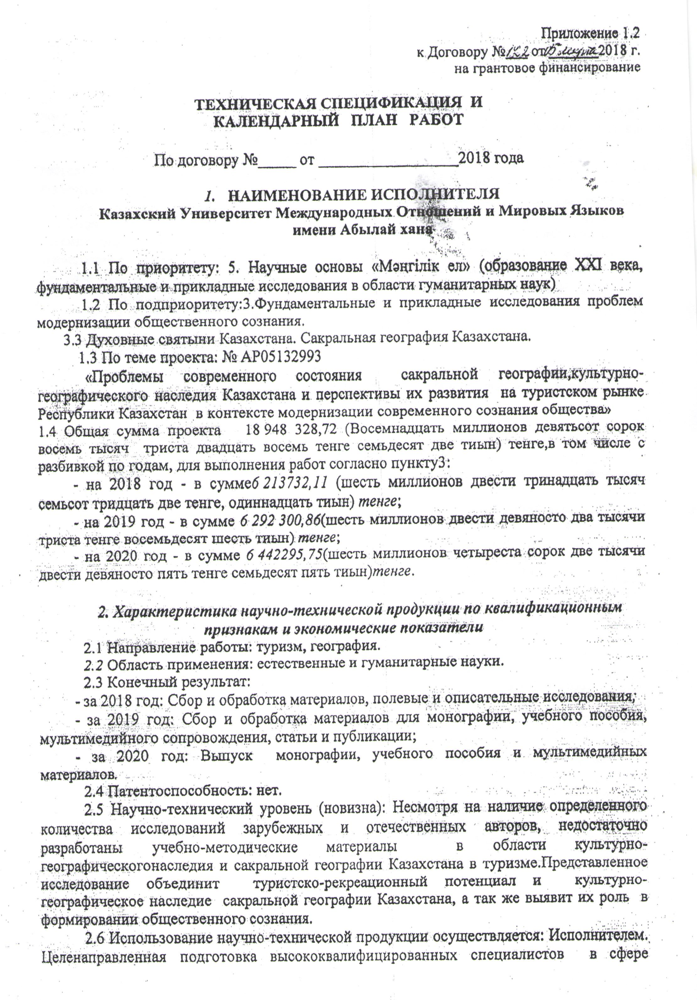 Приложение 1.2
к Договору № от 2018 г.
на грантовое финансирование
ТЕХНИЧЕСКАЯ СПЕЦИФИКАЦИЯ И
КАЛЕНДАРНЫЙ ПЛАН РАБОТ
По договору №_____ от ___________________2018 года
1. НАИМЕНОВАНИЕ ИСПОЛНИТЕЛЯ
Казахский Университет Международных Отношений и Мировых Языков
имени Абылай хана
1.1 По приоритету: 5. Научные основы «Мәңгілік ел» (образование XXI века,
фундаментальные и прикладные исследования в области гуманитарных наук)
1.2 По подприоритету:3.Фундаментальные и прикладные исследования проблем
модернизации общественного сознания.
3.3 Духовные святыни Казахстана. Сакральная география Казахстана.
1.3 По теме проекта: № АР05132993
«Проблемы современного состояния сакральной географии,культурно-
географического наследия Казахстана и перспективы их развития на туристском рынке
Республики Казахстан в контексте модернизации современного сознания общества»
1.4 Общая сумма проекта 18 948 328,72 (Восемнадцать миллионов девятьсот сорок
восемь тысяч триста двадцать восемь тенге семьдесят две тиын) тенге,в том числе с
разбивкой по годам, для выполнения работ согласно пункту3:
- на 2018 год - в сумме6 213732,11 (шесть миллионов двести тринадцать тысяч
семьсот тридцать две тенге, одиннадцать тиын) тенге;
- на 2019 год - в сумме 6 292 300,86(шесть миллионов двести девяносто два тысячи
триста тенге восемьдесят шесть тиын) тенге;
- на 2020 год - в сумме 6 442295,75(шесть миллионов четыреста сорок две тысячи
двести девяносто пять тенге семьдесят пять тиын)тенге.
2. Характеристика научно-технической продукции по квалификационным
признакам и экономические показатели
2.1 Направление работы: туризм, география.
2.2 Область применения: естественные и гуманитарные науки.
2.3 Конечный результат:
- за 2018 год: Сбор и обработка материалов, полевые и описательные исследования;
- за 2019 год: Сбор и обработка материалов для монографии, учебного пособия,
мультимедийного сопровождения, статьи и публикации;
- за 2020 год: Выпуск монографии, учебного пособия и мультимедийных
материалов.
2.4 Патентоспособность: нет.
2.5 Научно-технический уровень (новизна): Несмотря на наличие определенного
количества исследований зарубежных и отечественных авторов, недостаточно
разработаны учебно-методические материалы в области культурно-
географическогонаследия и сакральной географии Казахстана в туризме.Представленное
исследование объединит туристско-рекреационный потенциал и культурно-
географическое наследие сакральной географии Казахстана, а так же выявит их роль в
формировании общественного сознания.
2.6 Использование научно-технической продукции осуществляется: Исполнителем.
Целенаправленная подготовка высококвалифицированных специалистов в сфере